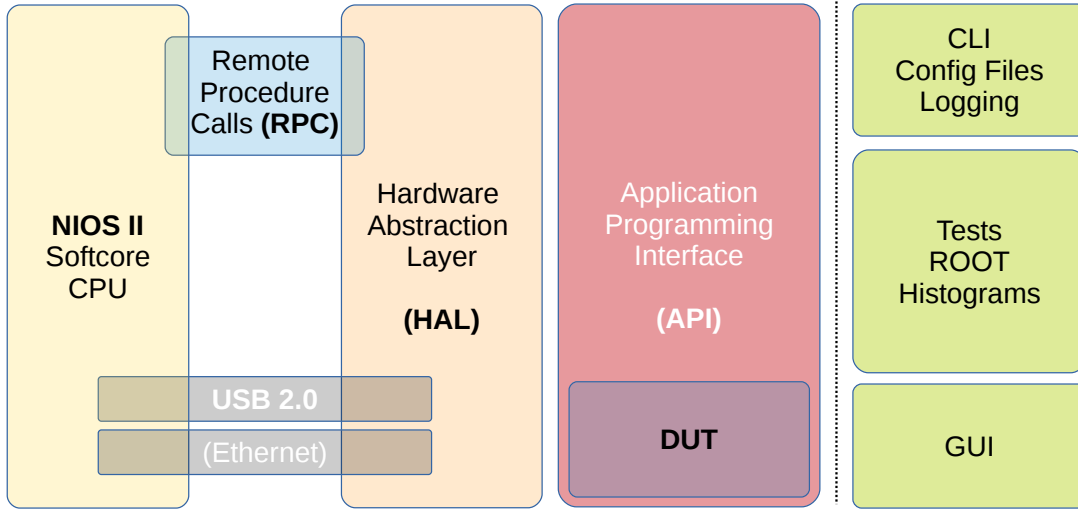 Remote
Procedure
Calls (RPC)
NIOS II
Softcore
CPU
Hardware
Abstraction
Layer
(HAL)
USB 2.0
(Ethernet)
Application
Programming
Interface
(API)
DUT
CLI
Config Files
Logging
Tests
ROOT
Histograms
GUI